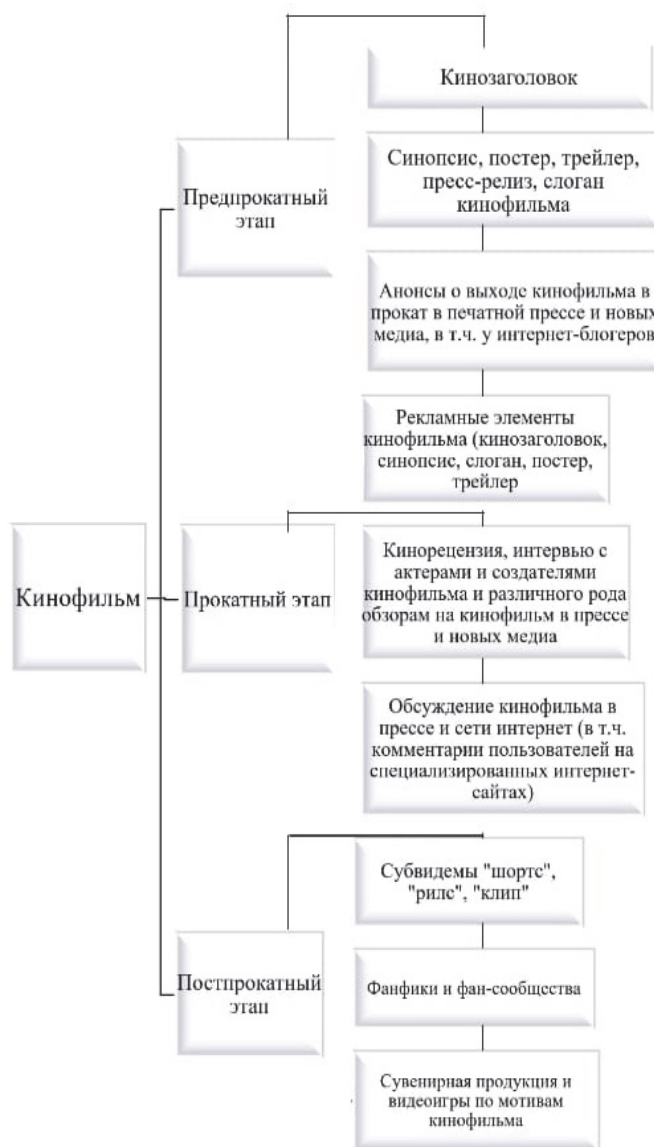 Кинозаголовок
Синопсис, постер, трейлер,
пресс-релиз, слоган
кинофильма
Предпрокатный
этап
Анонсы о выходе кинофильма в
прокат в печатной прессе и новых
медиа, в т.ч. у интернет-блогеров
Рекламные элементы
кинофильма (кинозаголовок,
синопсис, слоган, постер,
трейлер
Кинофильм
Прокатный этап
Кинорецензия, интервью с
актерами и создателями
кинофильма и различного рода
обзорам на кинофильм в прессе
и новых медиа
Обсуждение кинофильма в
прессе и сети интернет (в т.ч.
комментарии пользователей на
специализированных интернет-
сайтах)
Постпрокатный
этап
Субвидемы "шортс",
"рилс", "клип"
Фанфики и фан-сообщества
Сувенирная продукция и
видеоигры по мотивам
кинофильма